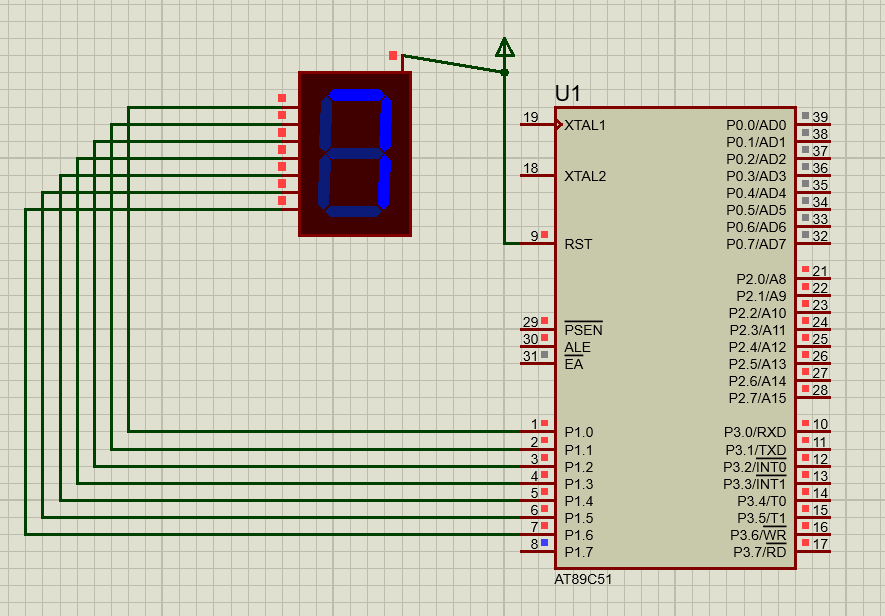 U1
19 XTAL1 P0.0/AD0 39
P0.1/AD1 38
18 XTAL2 P0.2/AD2 37
P0.3/AD3 36
P0.4/AD4 35
P0.5/AD5 34
P0.6/AD6 33
9 RST P0.7/AD7 32
P2.0/A8 21
P2.1/A9 22
P2.2/A10 23
29 PSEN P2.3/A11 24
30 ALE P2.4/A12 25
31 EA P2.5/A13 26
P2.6/A14 27
P2.7/A15 28
1 P1.0 P3.0/RXD 10
2 P1.1 P3.1/TXD 11
3 P1.2 P3.2/INT0 12
4 P1.3 P3.3/INT1 13
5 P1.4 P3.4/T0 14
6 P1.5 P3.5/T1 15
7 P1.6 P3.6/WR 16
8 P1.7 P3.7/RD 17
AT89C51